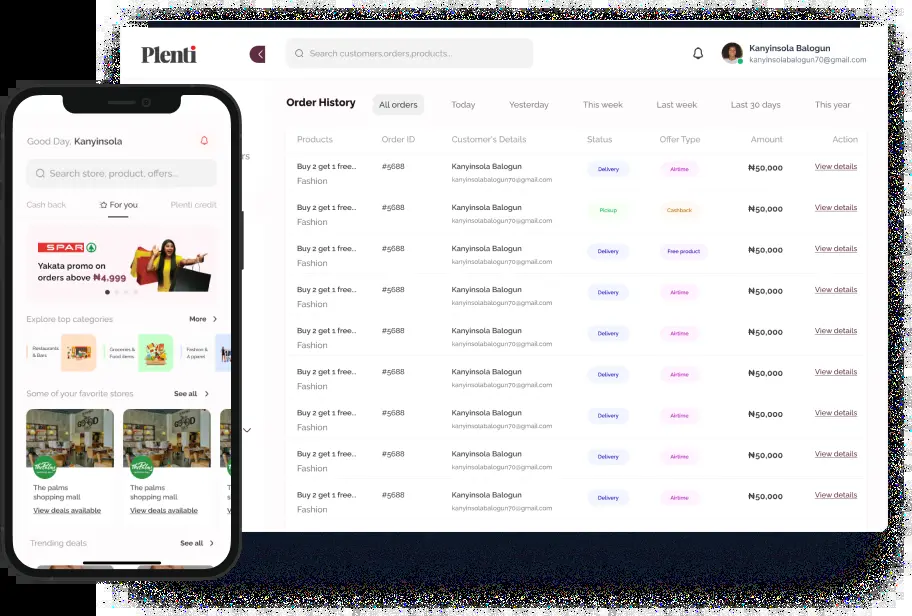 Plenti
Search customers,orders,products...
Kanyinsola Balogun
kanyinsolabalogun70@gmail.com
Order History
All orders
Today
Yesterday
This week
Last week
Last 30 days
This year
Products Order ID Customer's Details Status Offer Type Amount Action
Buy 2 get 1 free... #5688 Kanyinsola Balogun Delivery Airtime ₦50,000 View details
Fashion kanyinsolabalogun70@gmail.com
Buy 2 get 1 free... #5688 Kanyinsola Balogun Pickup Cashback ₦50,000 View details
Fashion kanyinsolabalogun70@gmail.com
Buy 2 get 1 free... #5688 Kanyinsola Balogun Delivery Free product ₦50,000 View details
Fashion kanyinsolabalogun70@gmail.com
Buy 2 get 1 free... #5688 Kanyinsola Balogun Delivery Airtime ₦50,000 View details
Fashion kanyinsolabalogun70@gmail.com
Buy 2 get 1 free... #5688 Kanyinsola Balogun Delivery Airtime ₦50,000 View details
Fashion kanyinsolabalogun70@gmail.com
Buy 2 get 1 free... #5688 Kanyinsola Balogun Delivery Airtime ₦50,000 View details
Fashion kanyinsolabalogun70@gmail.com
Buy 2 get 1 free... #5688 Kanyinsola Balogun Delivery Airtime ₦50,000 View details
Fashion kanyinsolabalogun70@gmail.com
Buy 2 get 1 free... #5688 Kanyinsola Balogun Delivery Airtime ₦50,000 View details
Fashion kanyinsolabalogun70@gmail.com
Buy 2 get 1 free... #5688 Kanyinsola Balogun Delivery Airtime ₦50,000 View details
Fashion kanyinsolabalogun70@gmail.com
rs
Good Day, Kanyinsola
Search store, product, offers...
Cash back
For you
Plenti credit
SPAR
Yakata promo on
orders above ₦4,999
Explore top categories
More
Restaurants
& Bars
Groceries &
Food items
Fashion &
Apparel
Some of your favorite stores
See all
The palms
shopping mall
View deals available
The palms
shopping mall
View deals available
Trending deals
See all